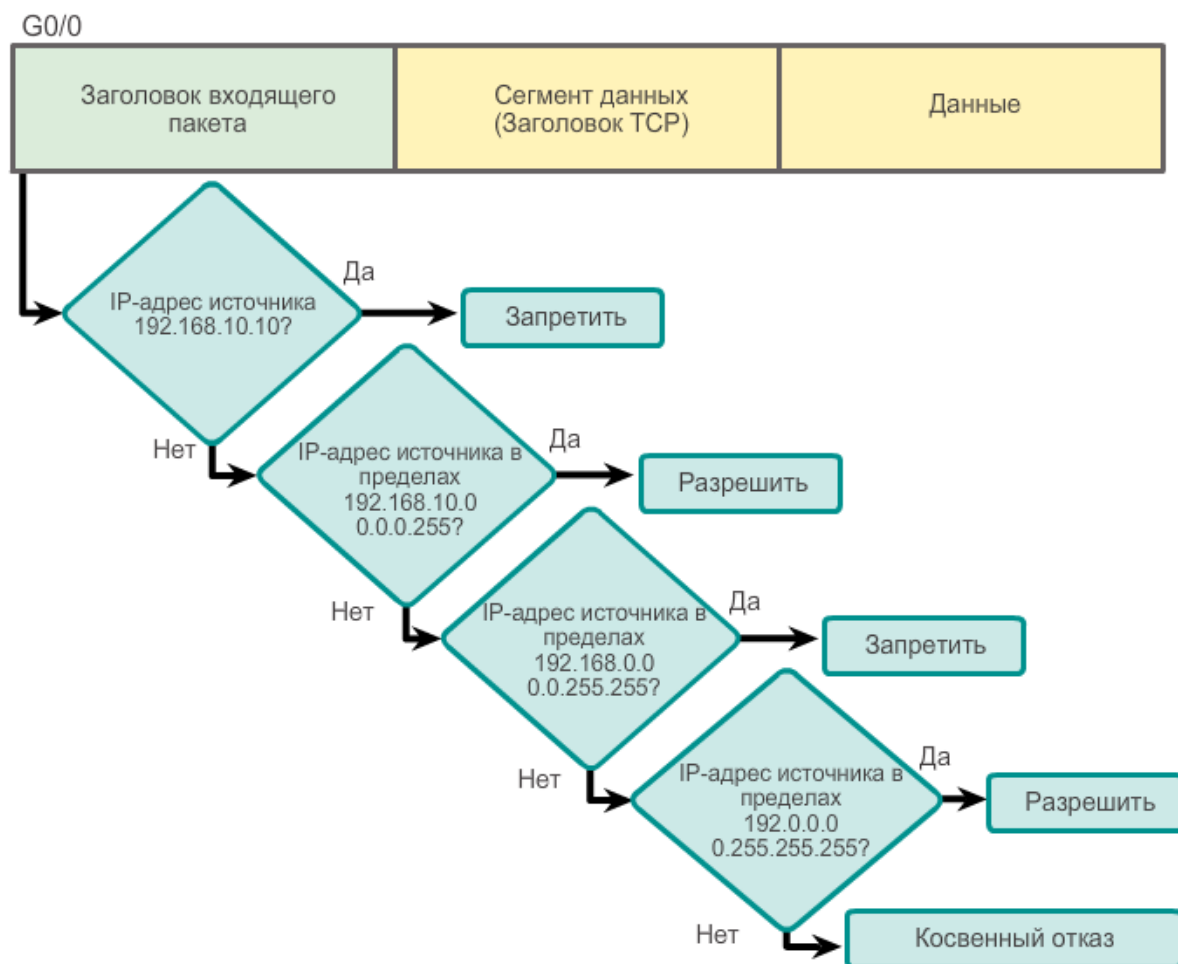 G0/0
Заголовок входящего
пакета
Сегмент данных
(Заголовок TCP)
Данные
IP-адрес источника
192.168.10.10?
Да
Запретить
Нет
IP-адрес источника в
пределах
192.168.10.0
0.0.0.255?
Да
Разрешить
Нет
IP-адрес источника в
пределах
192.168.0.0
0.0.255.255?
Да
Запретить
Нет
IP-адрес источника в
пределах
192.0.0.0
0.255.255.255?
Да
Разрешить
Нет
Косвенный отказ